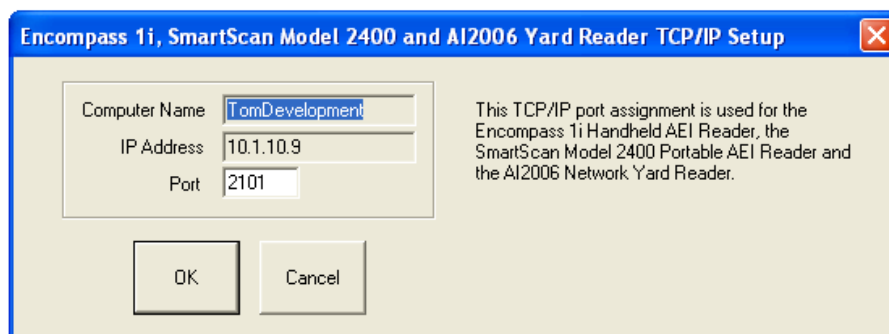 Encompass 1i, SmartScan Model 2400 and AI2006 Yard Reader TCP/IP Setup
Computer Name TomDevelopment
IP Address 10.1.10.9
Port 2101
This TCP/IP port assignment is used for the
Encompass 1i Handheld AEI Reader, the
SmartScan Model 2400 Portable AEI Reader and
the AI2006 Network Yard Reader.
OK
Cancel